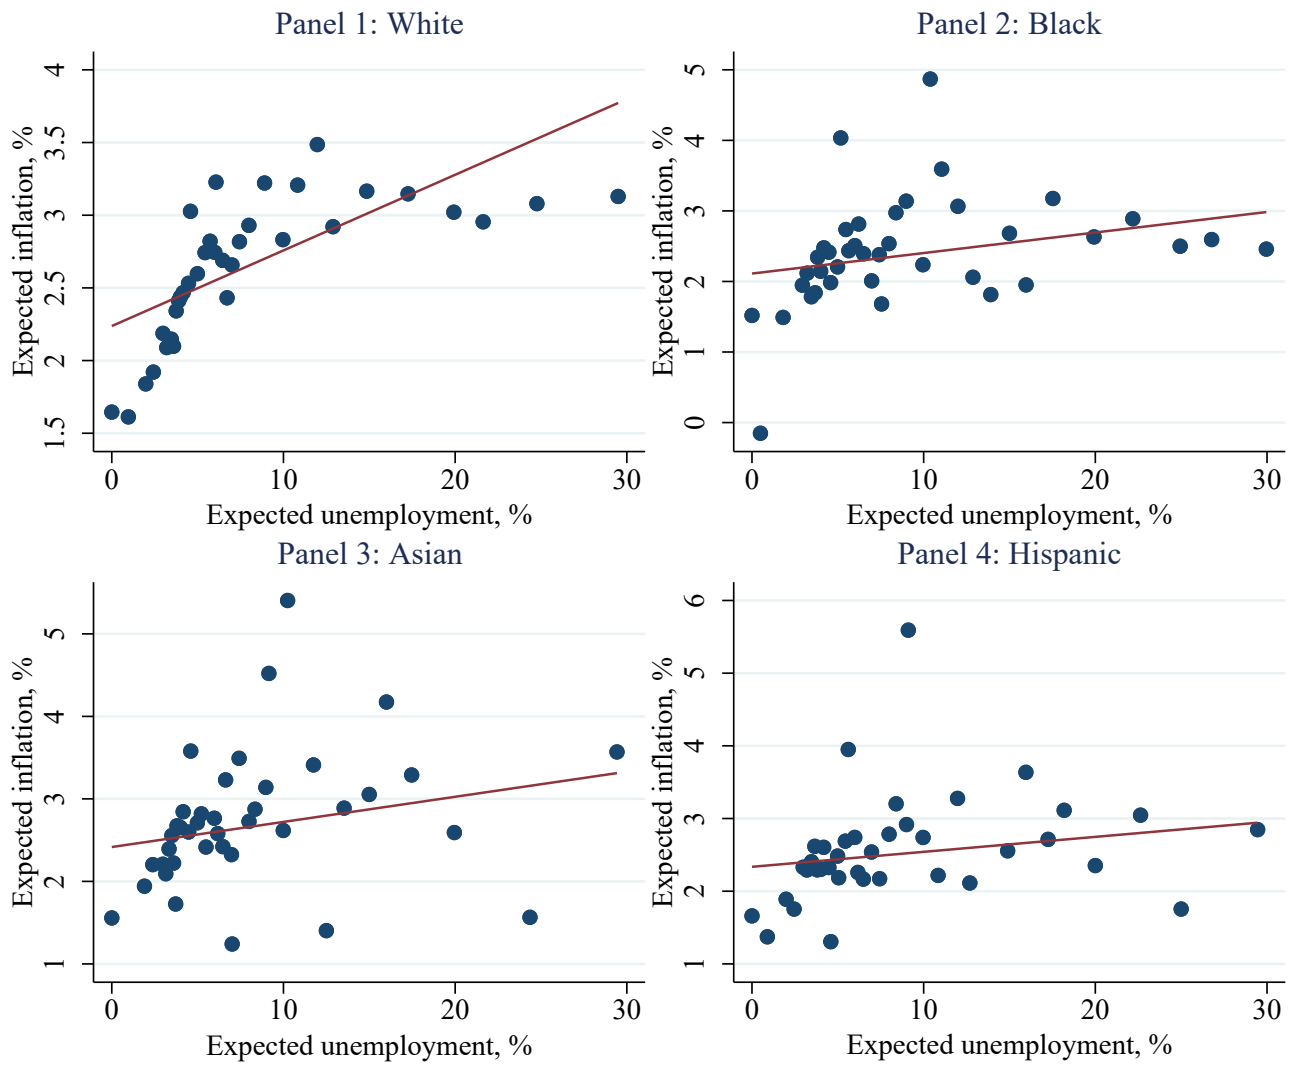 Panel 1: White
Expected inflation, %
4
3.5
3
2.5
2
1.5
0 10 20 30
Expected unemployment, %
Panel 2: Black
Expected inflation, %
5
4
3
2
1
0
0 10 20 30
Expected unemployment, %
Panel 3: Asian
Expected inflation, %
5
4
3
2
1
0 10 20 30
Expected unemployment, %
Panel 4: Hispanic
Expected inflation, %
6
5
4
3
2
1
0 10 20 30
Expected unemployment, %